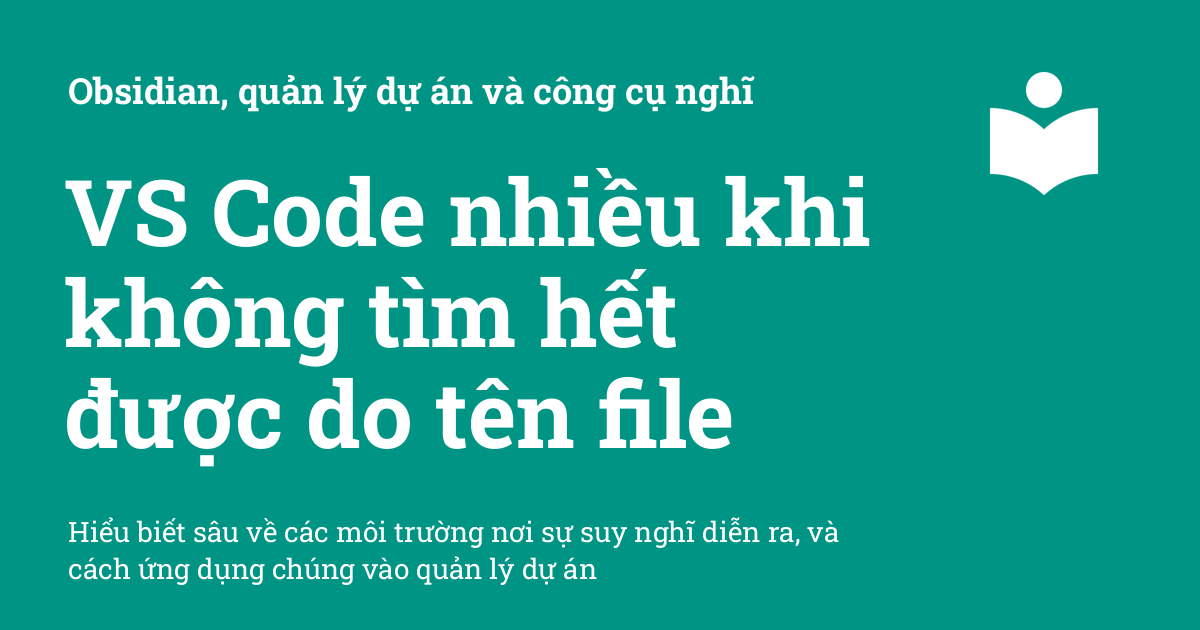 Obsidian, quản lý dự án và công cụ nghĩ
VS Code nhiều khi
không tìm hết
được do tên file
Hiểu biết sâu về các môi trường nơi sự suy nghĩ diễn ra, và
cách ứng dụng chúng vào quản lý dự án